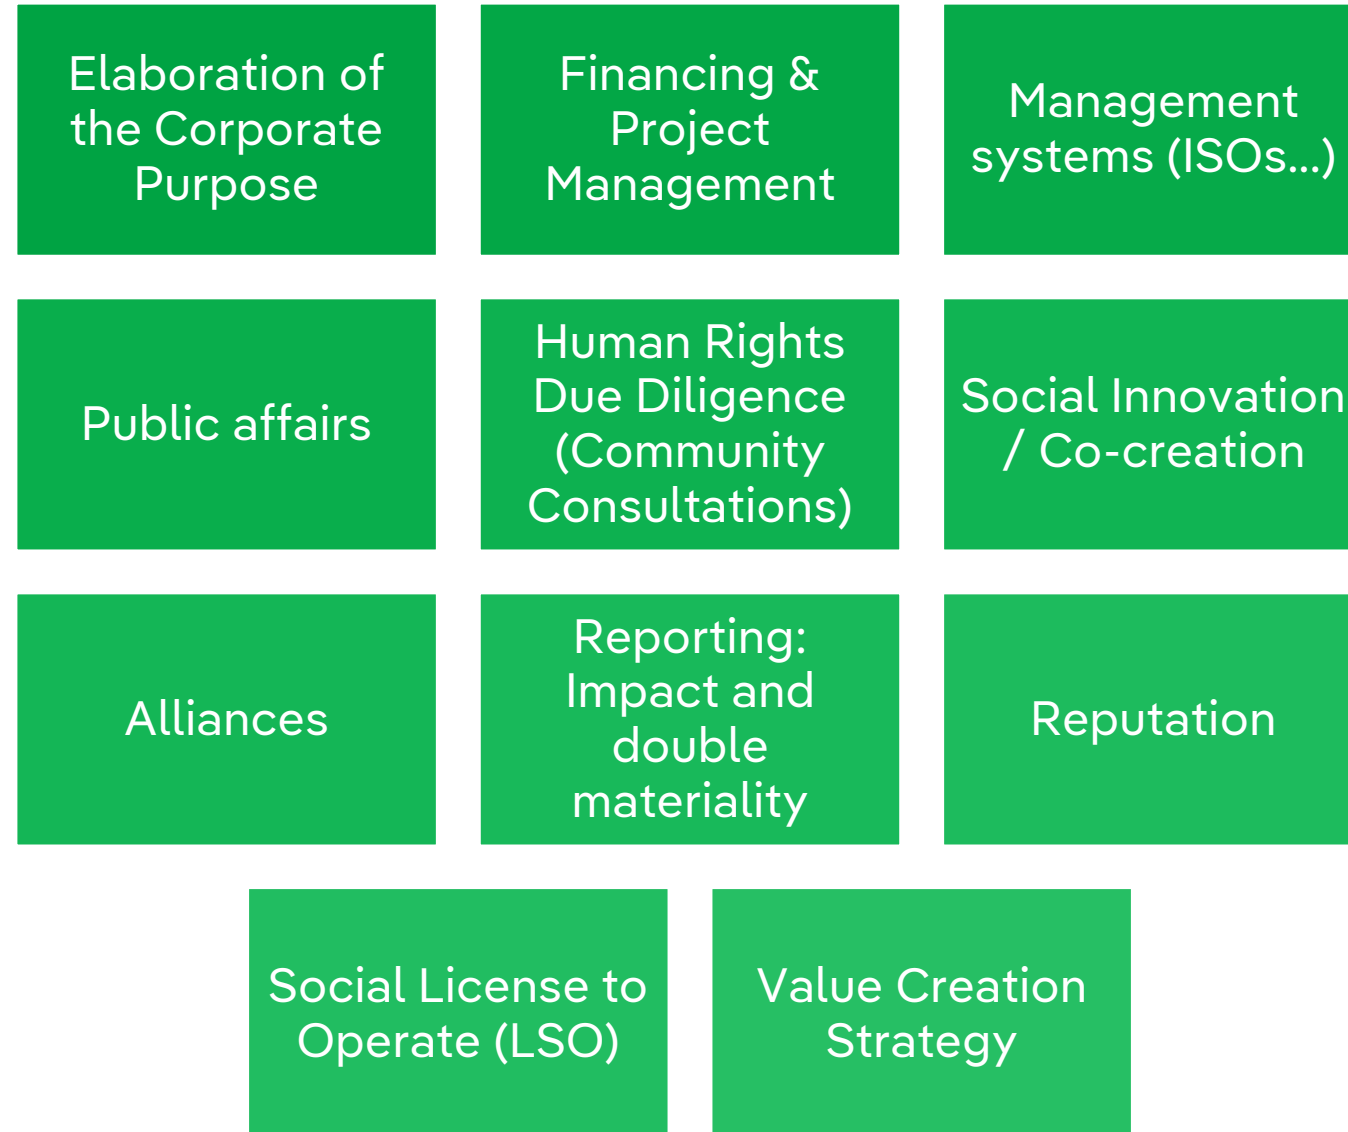 Elaboration of
the Corporate
Purpose
Financing &
Project
Management
Management
systems (ISOs...)
Public affairs
Human Rights
Due Diligence
(Community
Consultations)
Social Innovation
/ Co-creation
Alliances
Reporting:
Impact and
double
materiality
Reputation
Social License to
Operate (LSO)
Value Creation
Strategy